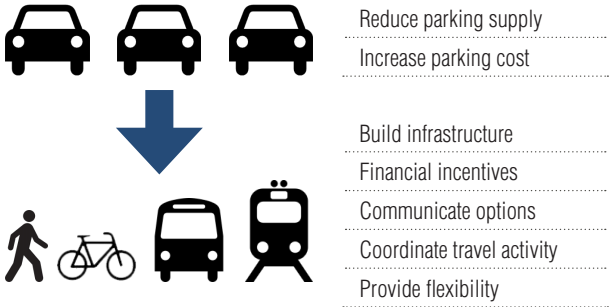 Reduce parking supply
Increase parking cost
Build infrastructure
Financial incentives
Communicate options
Coordinate travel activity
Provide flexibility